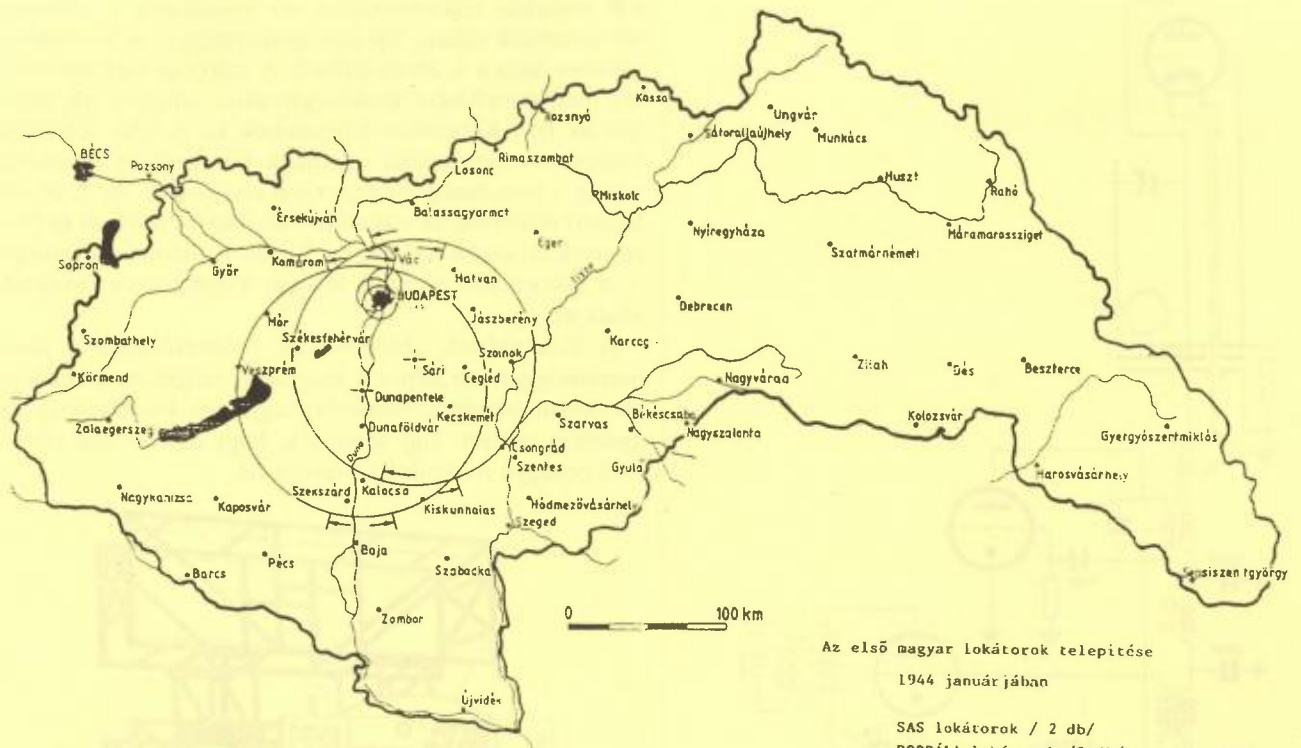 Kassa
Rozsnyó
Ungvár
Sátoraljaújhely
Munkács
BÉCS
Pozsony
Losonc
Rimaszombat
Miskolc
Huszt
Rahó
Érsekújvár
Balassagyarmat
Eger
Nyíregyháza
Máramarossziget
Szatmárnémeti
Sopron
Győr
Komárom
Vác
Tisza
Hatvan
BUDAPEST
Debrecen
Mór
Jászberény
Szombathely
Székesfehérvár
Szolnok
Karcag
Sári
Cegléd
Zilah
Dés
Beszterce
Körmend
Veszprém
Nagyvárad
Dunapentele
Kecskemét
Szarvas
Békéscsaba
Nagyszalonta
Kolozsvár
Zalaegerszeg
Dunaföldvár
Gyergyószentmiklós
Duna
Csongrád
Szentes
Gyula
Marosvásárhely
Nagykanizsa
Kaposvár
Szekszárd
Kalocsa
Kiskunhalas
Hódmezővásárhely
Szeged
Baja
Pécs
Szabadka
Barcs
Sepsiszentgyörgy
Zombor
0 100 km
Újvidék
Az első magyar lokátorok telepítése
1944 januárjában
SAS lokátorok / 2 db/